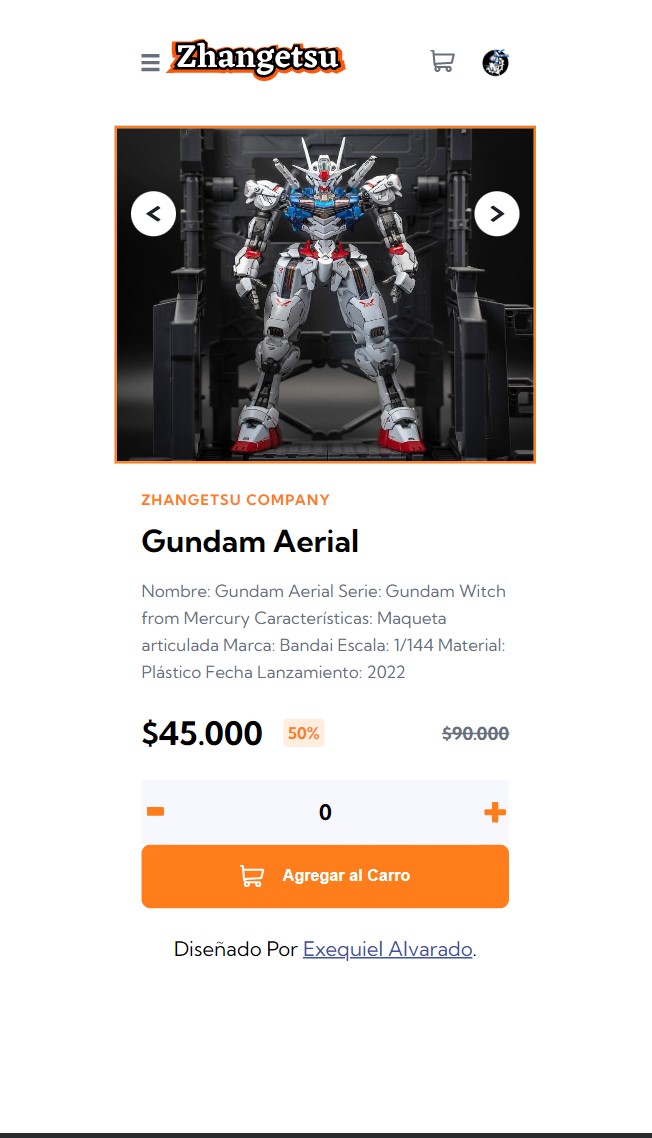 Zhangetsu
ZHANGETSU COMPANY
Gundam Aerial
Nombre: Gundam Aerial Serie: Gundam Witch
from Mercury Características: Maqueta
articulada Marca: Bandai Escala: 1/144 Material:
Plástico Fecha Lanzamiento: 2022
$45.000 50% $90.000
0
Agregar al Carro
Diseñado Por Exequiel Alvarado.